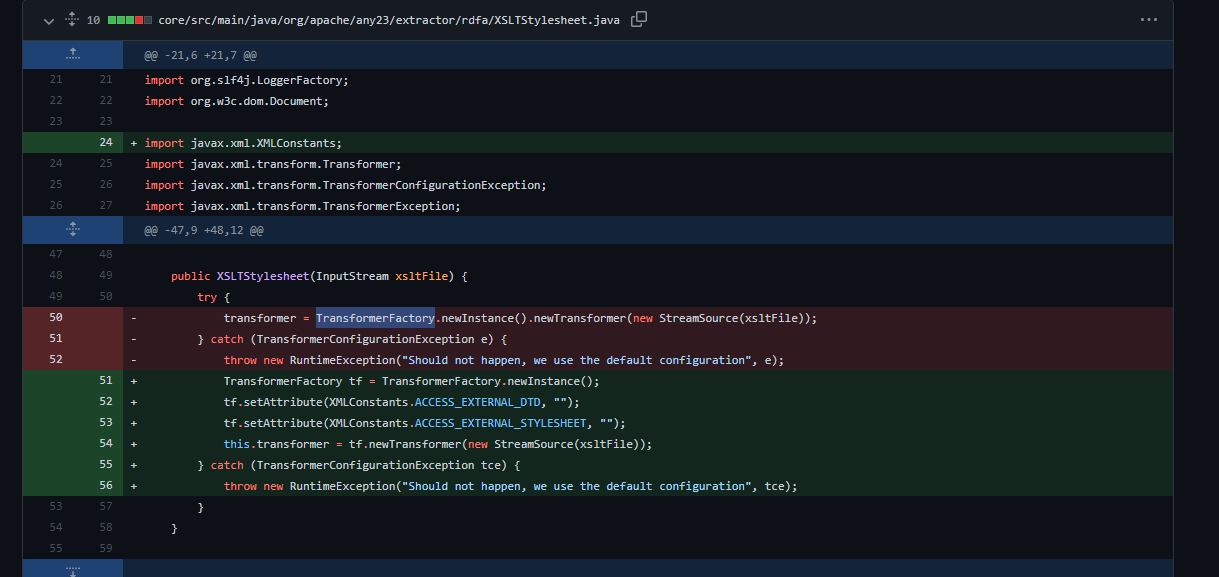 10 core/src/main/java/org/apache/any23/extractor/rdfa/XSLTStylesheet.java
@@ -21,6 +21,7 @@
21 21 import org.slf4j.LoggerFactory;
22 22 import org.w3c.dom.Document;
23 23
24 + import javax.xml.XMLConstants;
24 25 import javax.xml.transform.Transformer;
25 26 import javax.xml.transform.TransformerConfigurationException;
26 27 import javax.xml.transform.TransformerException;
@@ -47,9 +48,12 @@
47 48
48 49 public XSLTStylesheet(InputStream xsltFile) {
49 50 try {
50 - transformer = TransformerFactory.newInstance().newTransformer(new StreamSource(xsltFile));
51 - } catch (TransformerConfigurationException e) {
52 - throw new RuntimeException("Should not happen, we use the default configuration", e);
51 + TransformerFactory tf = TransformerFactory.newInstance();
52 + tf.setAttribute(XMLConstants.ACCESS_EXTERNAL_DTD, "");
53 + tf.setAttribute(XMLConstants.ACCESS_EXTERNAL_STYLESHEET, "");
54 + this.transformer = tf.newTransformer(new StreamSource(xsltFile));
55 + } catch (TransformerConfigurationException tce) {
56 + throw new RuntimeException("Should not happen, we use the default configuration", tce);
53 57 }
54 58 }
55 59